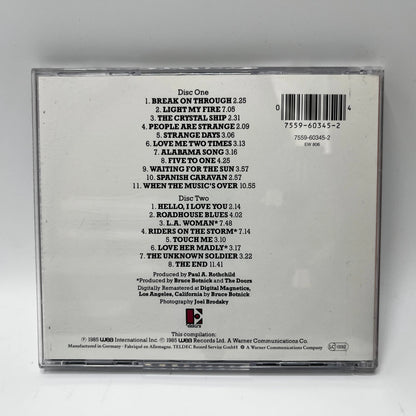 Disc One
1. BREAK ON THROUGH 2.25
2. LIGHT MY FIRE 7.05
3. THE CRYSTAL SHIP 2.31
4. PEOPLE ARE STRANGE 2.09
5. STRANGE DAYS 3.06
6. LOVE ME TWO TIMES 3.13
7. ALABAMA SONG 3.16
8. FIVE TO ONE 4.25
9. WAITING FOR THE SUN 3.57
10. SPANISH CARAVAN 2.57
11. WHEN THE MUSIC'S OVER 10.55
Disc Two
1. HELLO, I LOVE YOU 2.14
2. ROADHOUSE BLUES 4.02
3. L.A. WOMAN* 7.48
4. RIDERS ON THE STORM* 7.14
5. TOUCH ME 3.10
6. LOVE HER MADLY* 3.17
7. THE UNKNOWN SOLDIER 3.22
8. THE END 11.41
Produced by Paul A. Rothchild
*Produced by Bruce Botnick and The Doors
Digitally Remastered at Digital Magnetics,
Los Angeles, California by Bruce Botnick
Photography Joel Brodsky
0 4
7559-60345-2
7559-60345-2
EW 806
This compilation:
℗ 1985 wea International Inc. © 1985 wea Records Ltd. A Warner Communications Co.
Manufactured in Germany · Fabriqué en Allemagne. TELDEC Record Service GmbH A Warner Communications Company